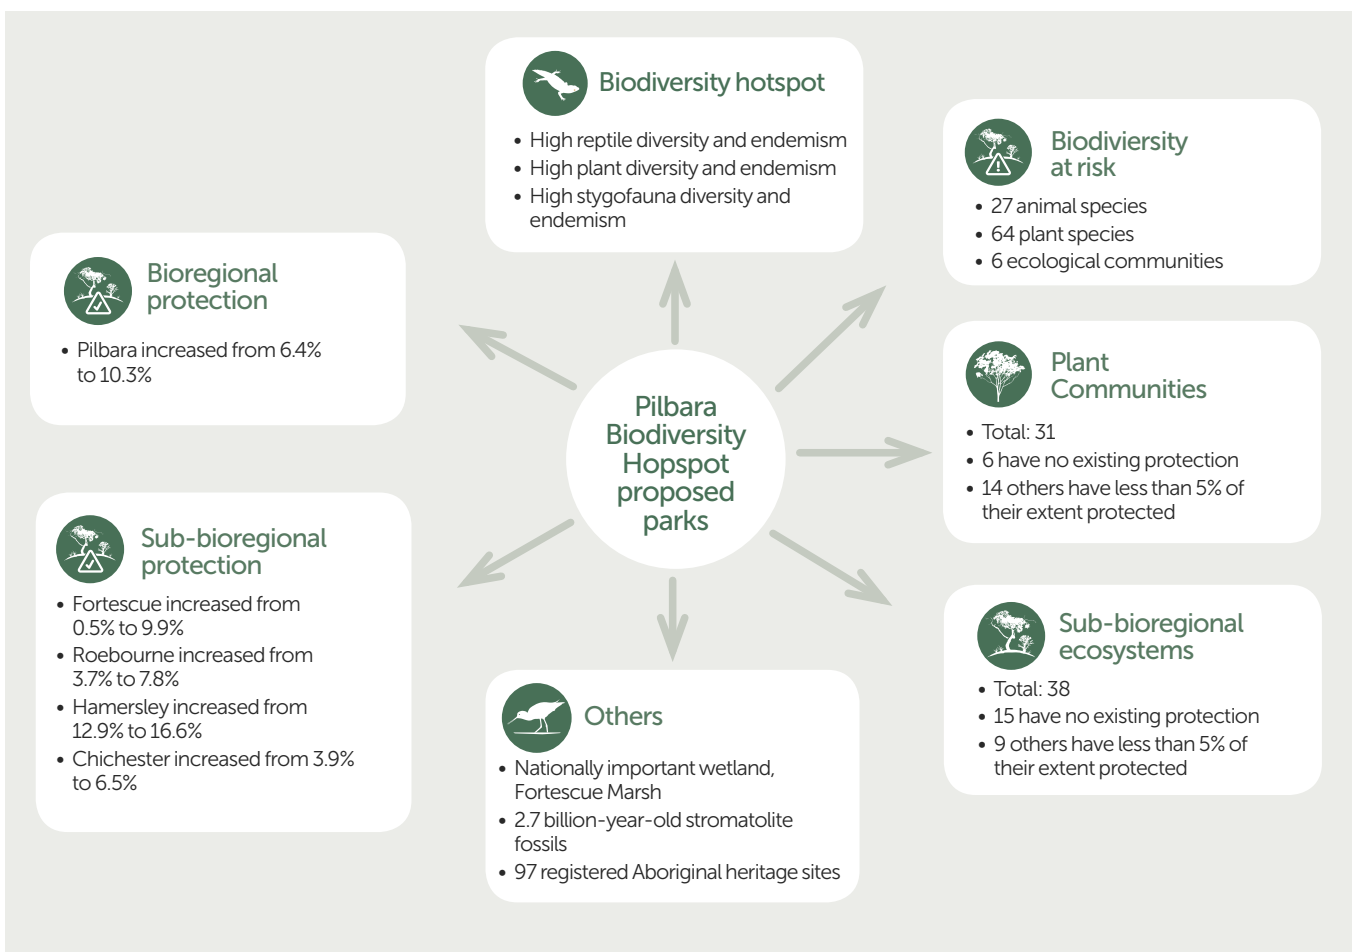 Biodiversity hotspot
• High reptile diversity and endemism
• High plant diversity and endemism
• High stygofauna diversity and
endemism
Biodiviersity
at risk
• 27 animal species
• 64 plant species
• 6 ecological communities
Bioregional
protection
• Pilbara increased from 6.4%
to 10.3%
Pilbara
Biodiversity
Hopspot
proposed
parks
Plant
Communities
• Total: 31
• 6 have no existing protection
• 14 others have less than 5% of
their extent protected
Sub-bioregional
protection
• Fortescue increased from
0.5% to 9.9%
• Roebourne increased from
3.7% to 7.8%
• Hamersley increased from
12.9% to 16.6%
• Chichester increased from 3.9%
to 6.5%
Others
• Nationally important wetland,
Fortescue Marsh
• 2.7 billion-year-old stromatolite
fossils
• 97 registered Aboriginal heritage sites
Sub-bioregional
ecosystems
• Total: 38
• 15 have no existing protection
• 9 others have less than 5% of
their extent protected